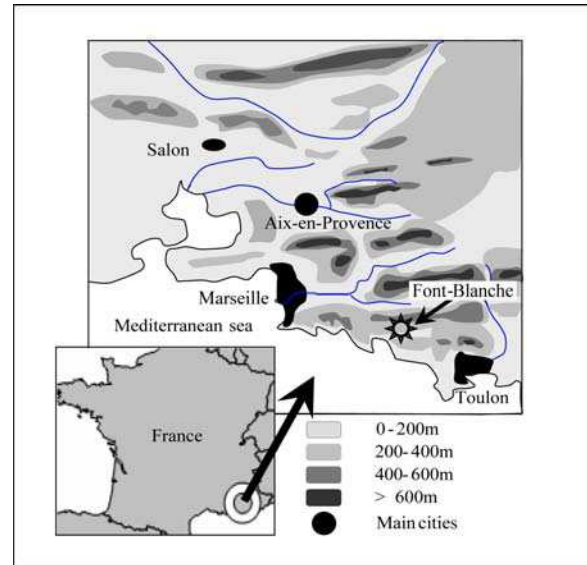 Salon
Aix-en-Provence
Marseille
Font-Blanche
Mediterranean sea
Toulon
France
0-200m
200-400m
400-600m
> 600m
Main cities